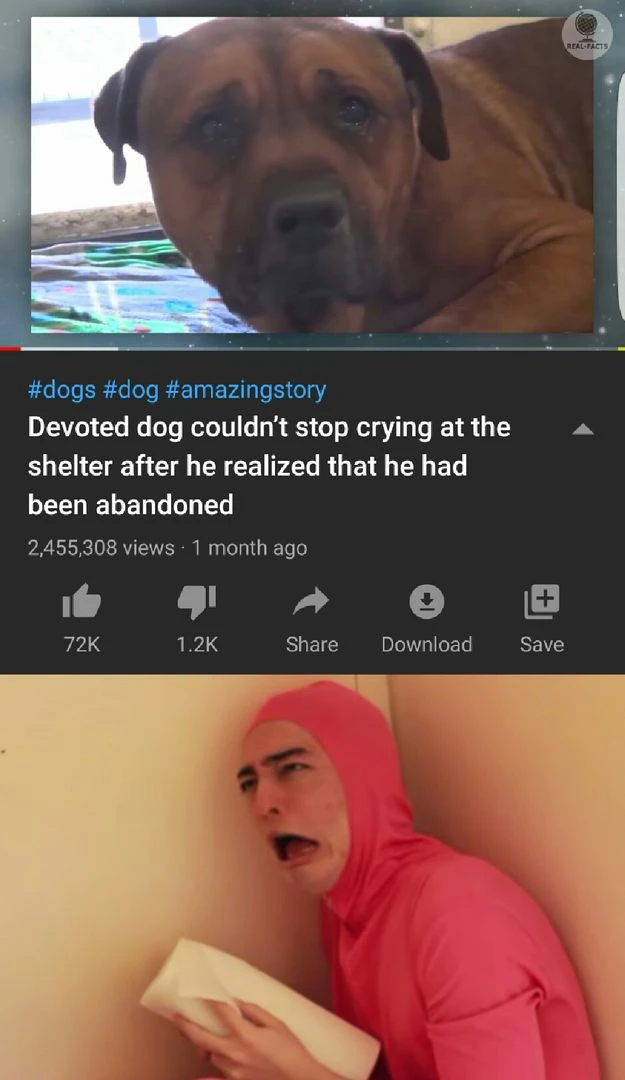 REAL-FACTS
#dogs #dog #amazingstory
Devoted dog couldn’t stop crying at the
shelter after he realized that he had
been abandoned
2,455,308 views · 1 month ago
72K
1.2K
Share
Download
Save